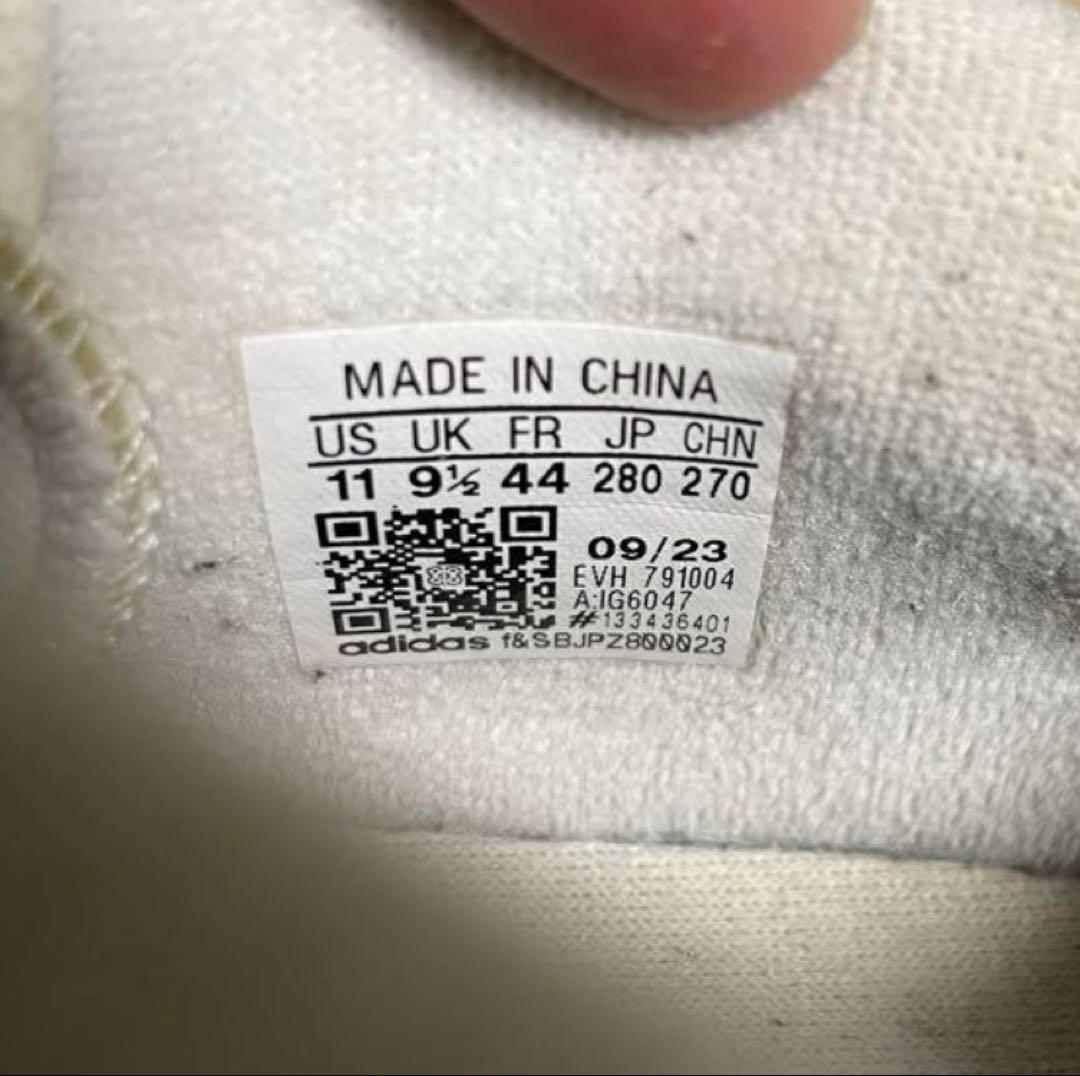 MADE IN CHINA
US UK FR JP CHN
11 9½ 44 280 270
09/23
EVH 791004
A:IG6047
#133436401
adidas f&SBJPZ800023